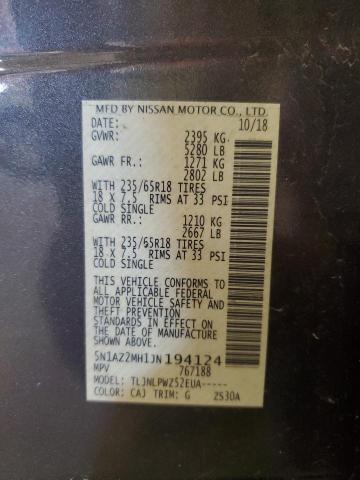 MFD BY NISSAN MOTOR CO., LTD.
DATE: 10/18
GVWR: 2395 KG
5280 LB
GAWR FR.: 1271 KG
2802 LB
WITH 235/65R18 TIRES
18 X 7.5 RIMS AT 33 PSI
COLD SINGLE
GAWR RR.: 1210 KG
2667 LB
WITH 235/65R18 TIRES
18 X 7.5 RIMS AT 33 PSI
COLD SINGLE
THIS VEHICLE CONFORMS TO
ALL APPLICABLE FEDERAL
MOTOR VEHICLE SAFETY AND
THEFT PREVENTION
STANDARDS IN EFFECT ON
THE DATE OF MANUFACTURE
SHOWN ABOVE.
5N1AZ2MH1JN194124
MPV 767188
MODEL: TLJNLPWZ52EUA-----
COLOR: CAJ TRIM: G ZS30A